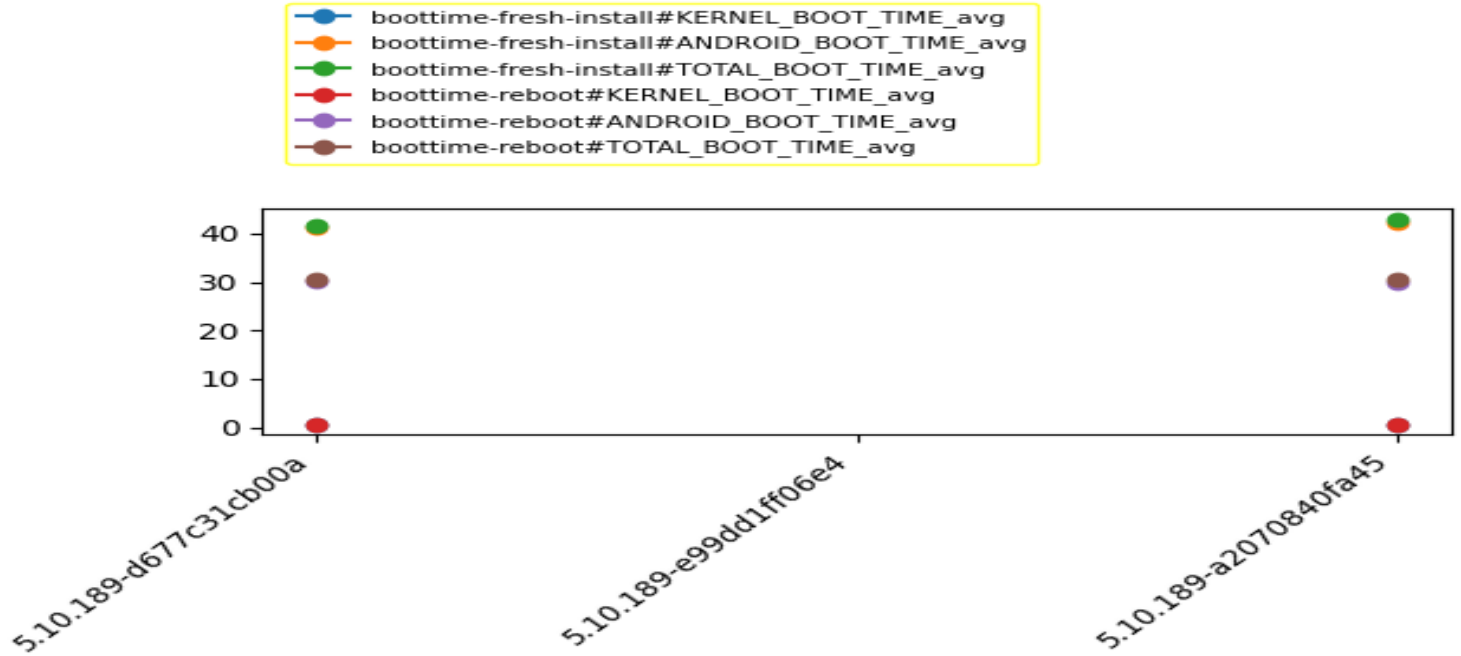 boottime-fresh-install#KERNEL_BOOT_TIME_avg
boottime-fresh-install#ANDROID_BOOT_TIME_avg
boottime-fresh-install#TOTAL_BOOT_TIME_avg
boottime-reboot#KERNEL_BOOT_TIME_avg
boottime-reboot#ANDROID_BOOT_TIME_avg
boottime-reboot#TOTAL_BOOT_TIME_avg
40
30
20
10
0
5.10.189-d677c31cb00a
5.10.189-e99dd1ff06e4
5.10.189-a2070840fa45